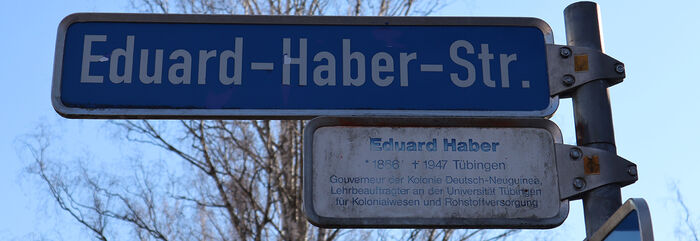 Eduard-Haber-Str.
Eduard Haber
* 1866 † 1947 Tübingen
Gouverneur der Kolonie Deutsch-Neuguinea,
Lehrbeauftragter an der Universität Tübingen
für Kolonialwesen und Rohstoffversorgung